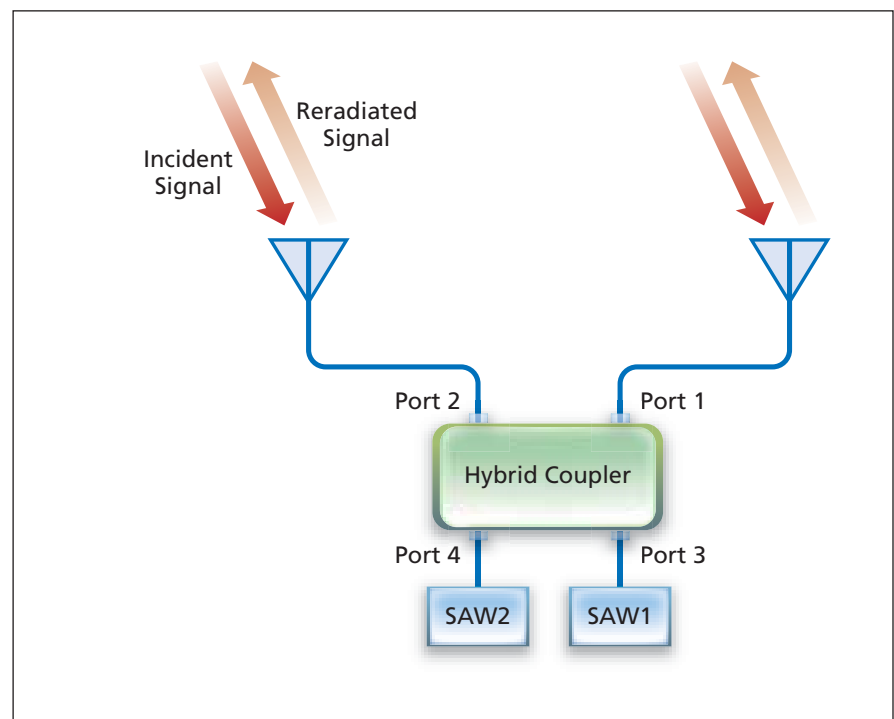 Reradiated
Signal
Incident
Signal
Port 2
Port 1
Hybrid Coupler
Port 4
Port 3
SAW2
SAW1